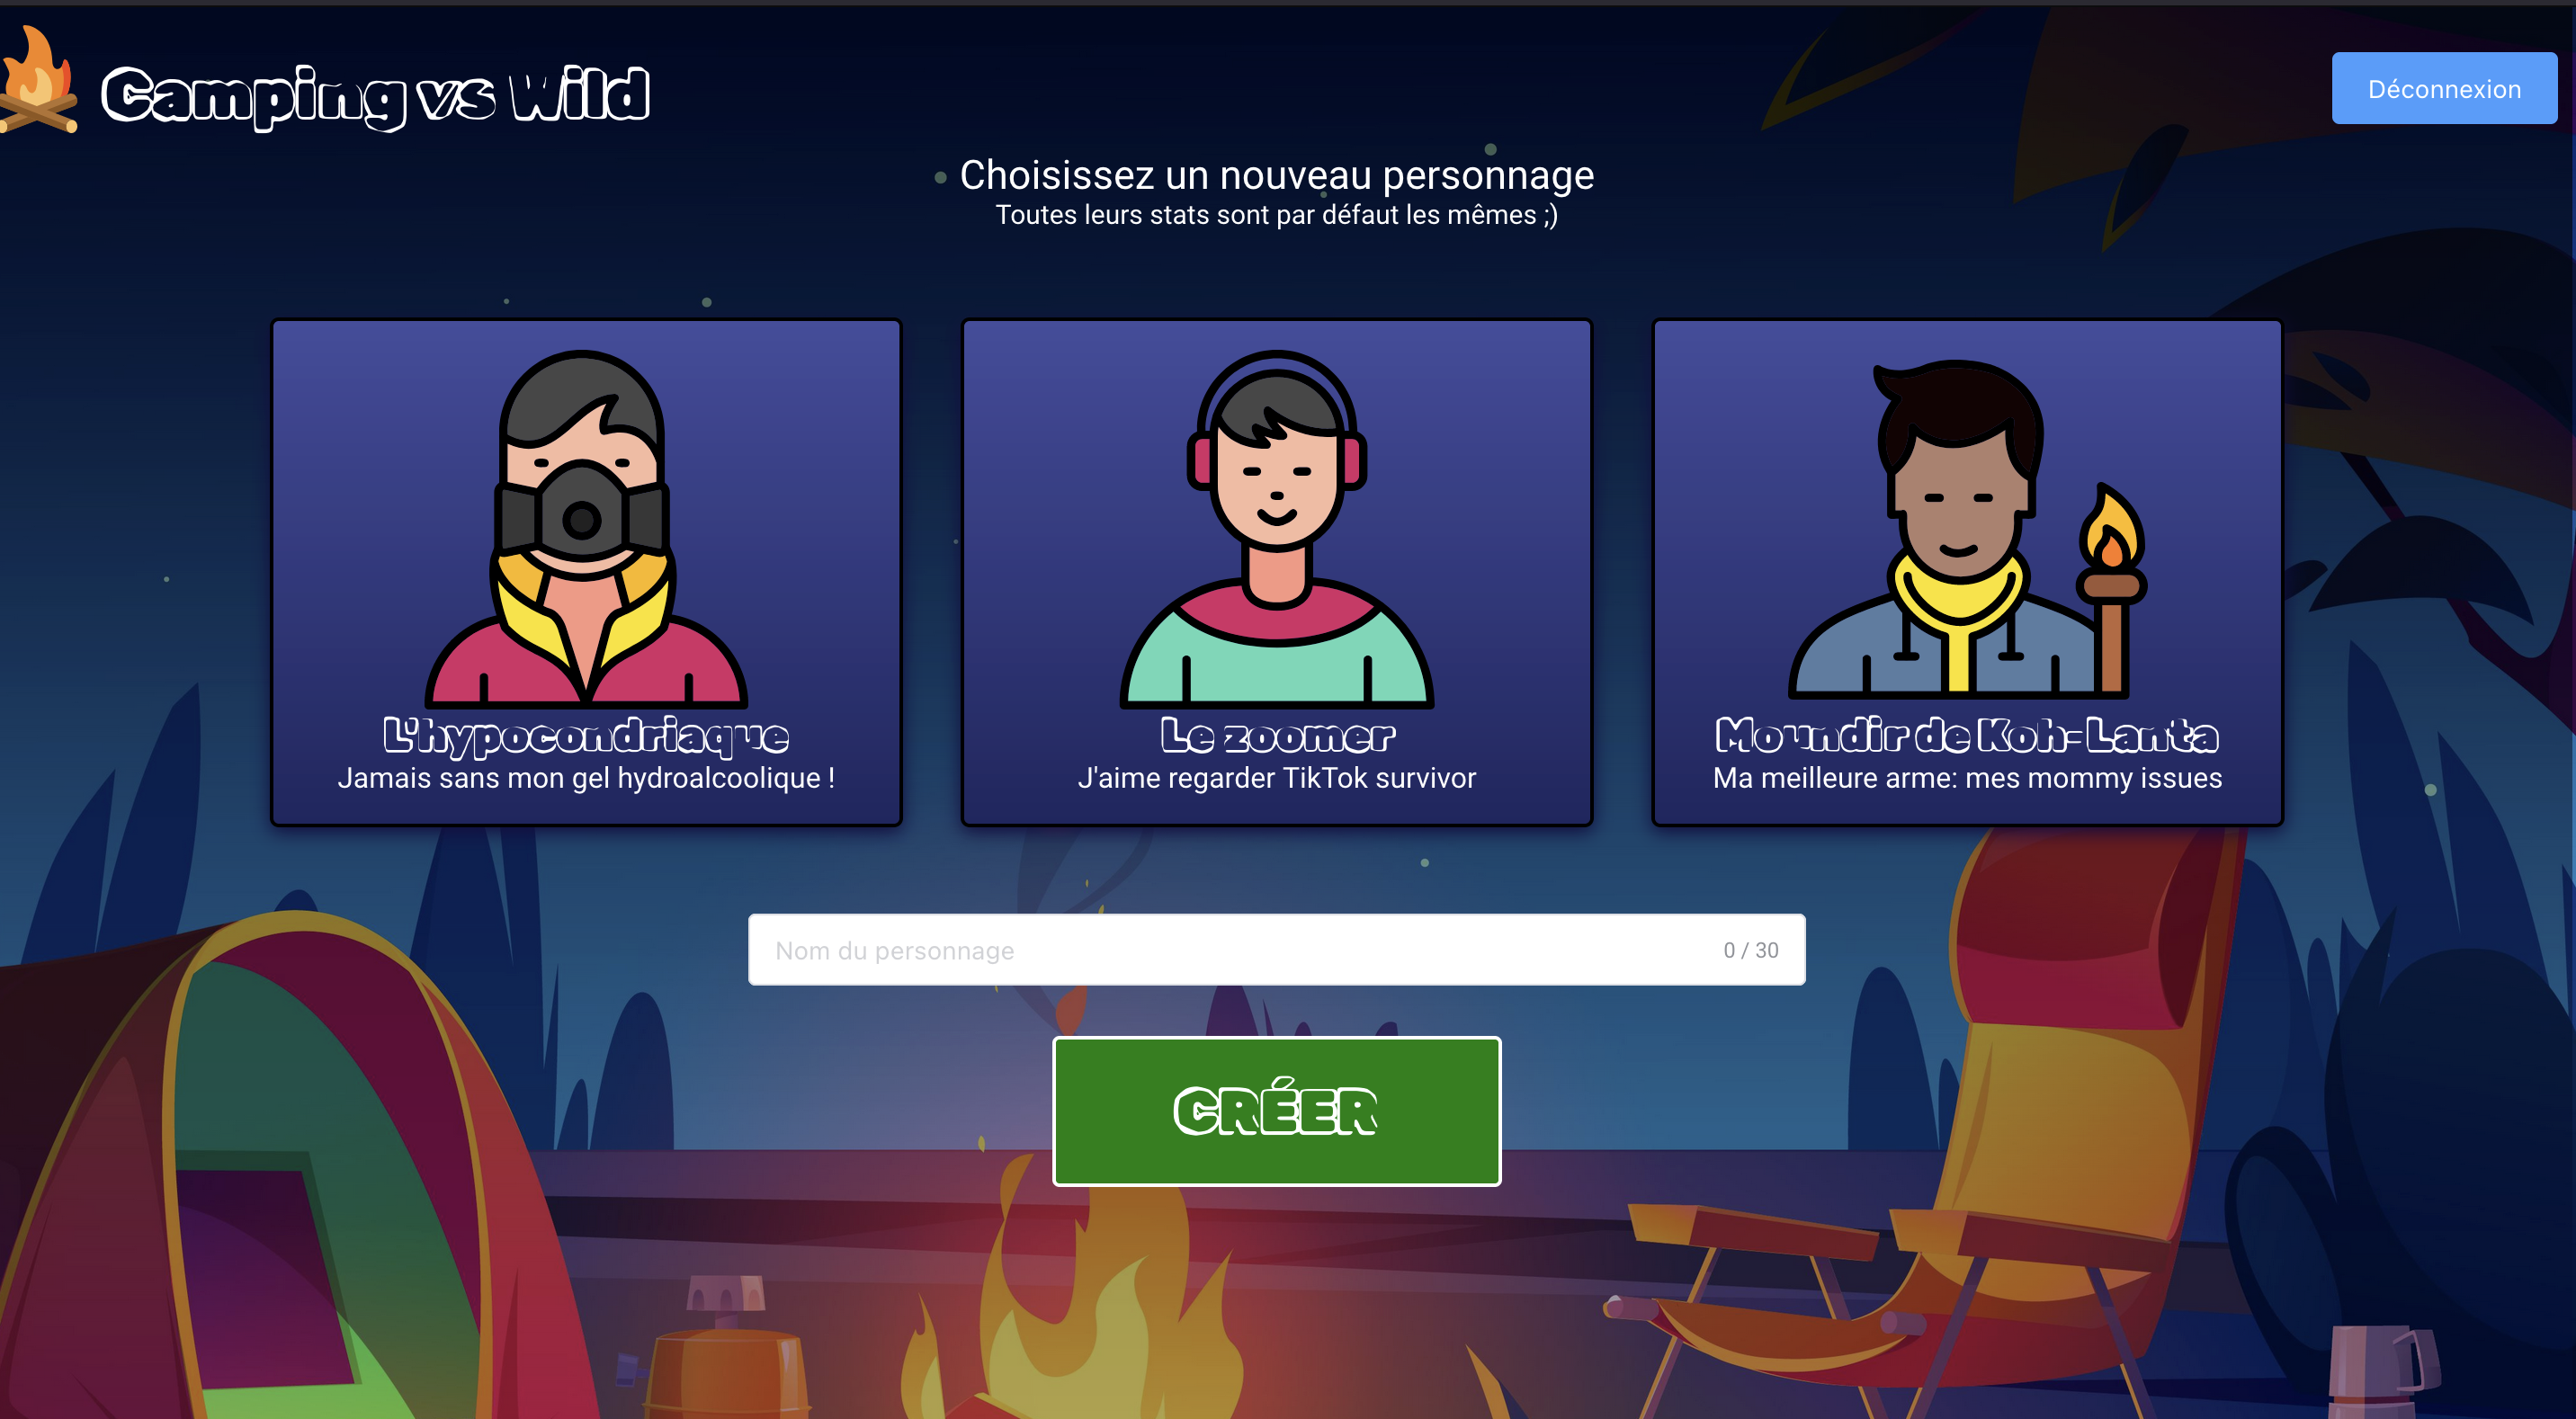 Camping vs Wild
Déconnexion
Choisissez un nouveau personnage
Toutes leurs stats sont par défaut les mêmes ;)
L'hypocondriaque
Jamais sans mon gel hydroalcoolique !
Le zoomer
J'aime regarder TikTok survivor
Moundir de Koh-Lanta
Ma meilleure arme: mes mommy issues
Nom du personnage
0 / 30
CRÉER